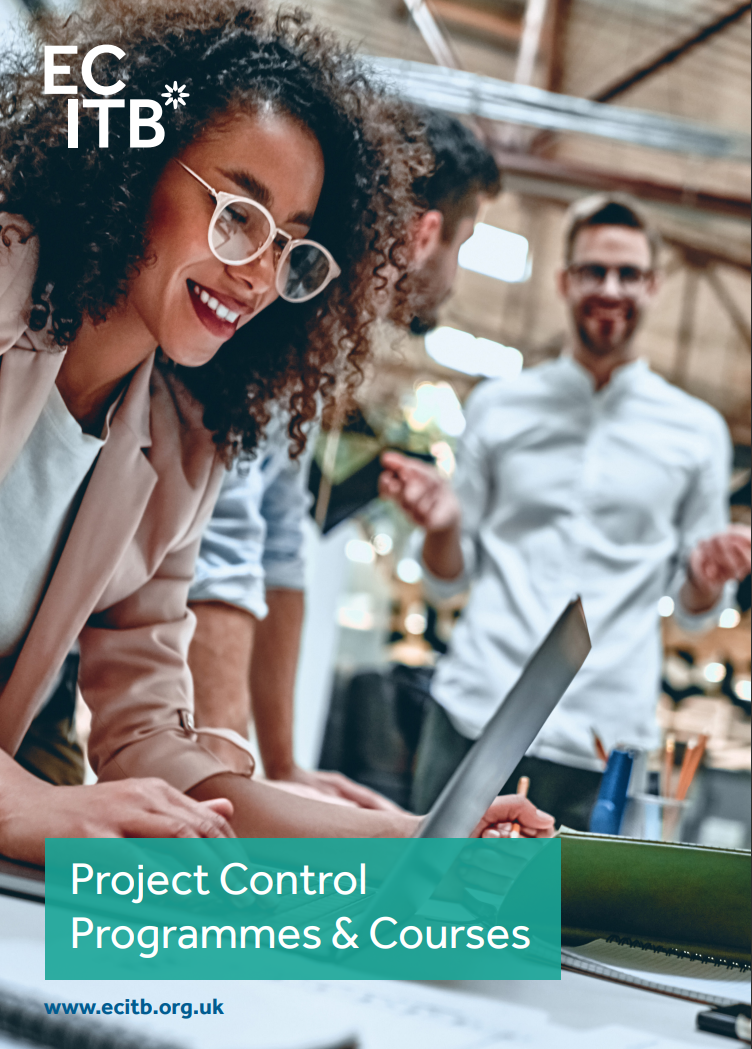 EC
ITB
Project Control
Programmes & Courses
www.ecitb.org.uk